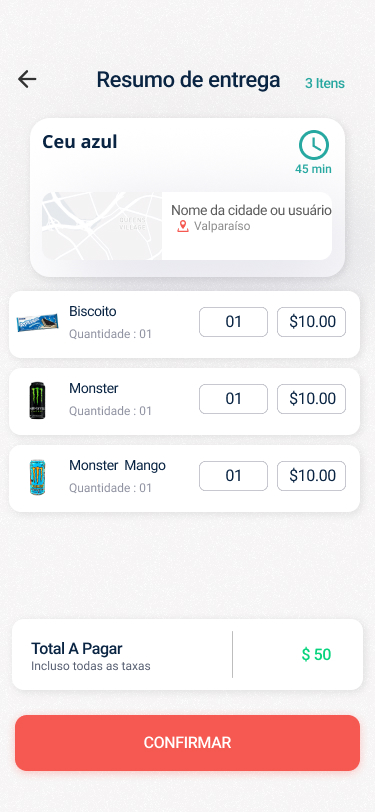 Resumo de entrega
3 Itens
Ceu azul
45 min
QUEENS
VILLAGE
Nome da cidade ou usuário
Valparaíso
Biscoito
Quantidade : 01
01
$10.00
Monster
Quantidade : 01
01
$10.00
Monster Mango
Quantidade : 01
01
$10.00
Total A Pagar
Incluso todas as taxas
$ 50
CONFIRMAR